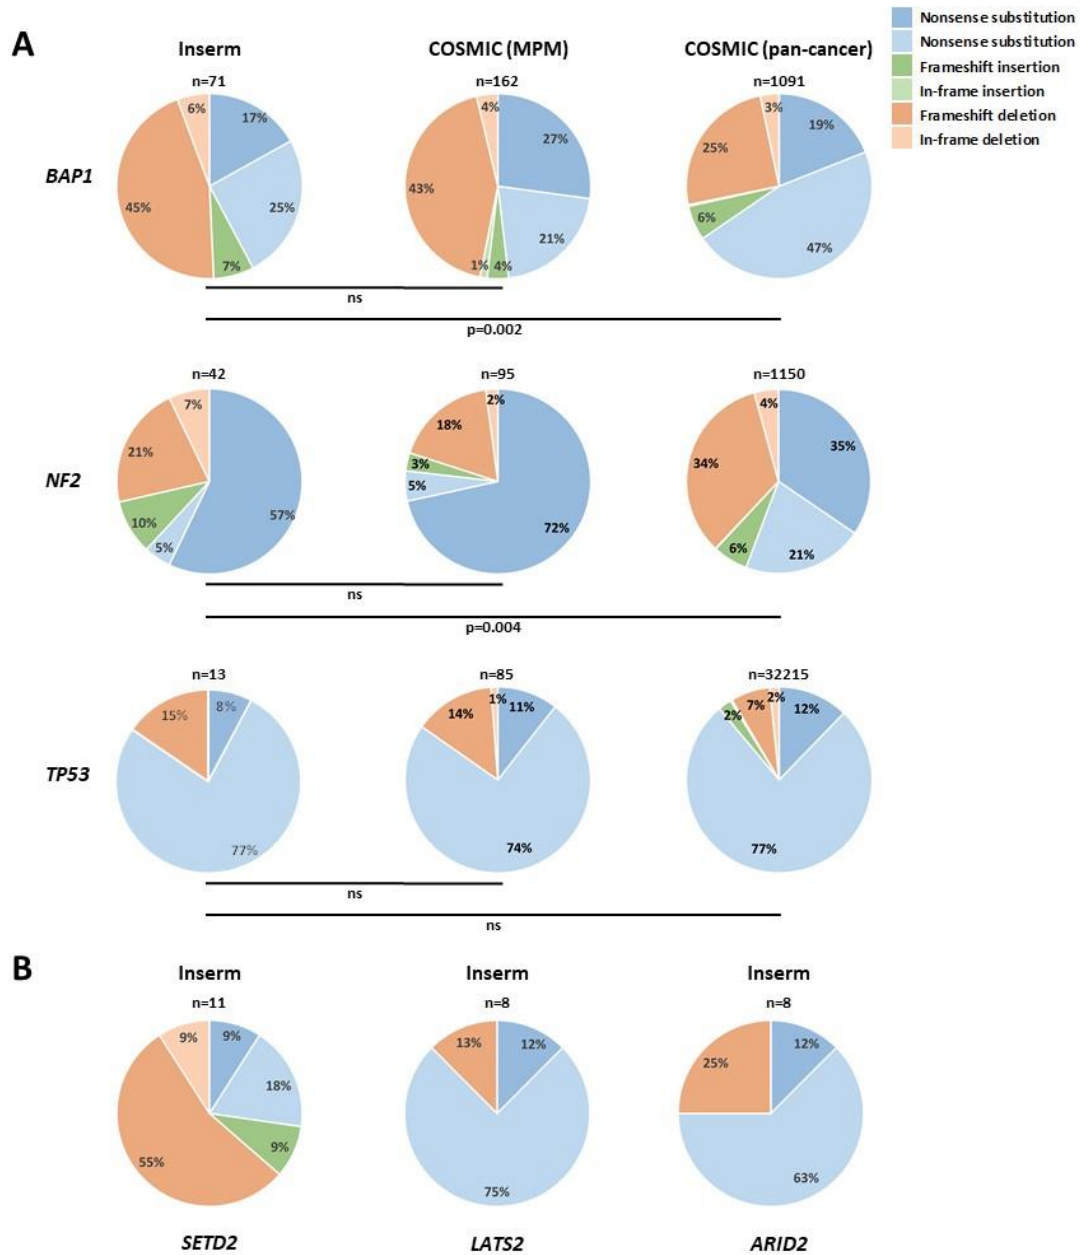 A
Inserm
COSMIC (MPM)
COSMIC (pan-cancer)
Nonsense substitution
Nonsense substitution
Frameshift insertion
In-frame insertion
Frameshift deletion
In-frame deletion
n=71
n=162
n=1091
BAP1
6%
17%
45%
25%
7%
4%
27%
43%
21%
1%
4%
3%
19%
25%
6%
47%
ns
p=0.002
n=42
n=95
n=1150
NF2
7%
21%
57%
10%
5%
2%
18%
3%
5%
72%
4%
35%
34%
6%
21%
ns
p=0.004
n=13
n=85
n=32215
TP53
15%
8%
77%
1%
11%
14%
74%
2%
7%
2%
12%
77%
ns
ns
B
Inserm
Inserm
Inserm
n=11
n=8
n=8
9%
9%
18%
9%
55%
13%
12%
75%
12%
25%
63%
SETD2
LATS2
ARID2